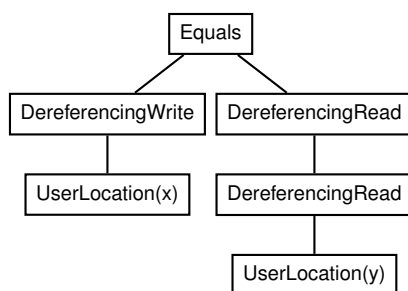 Equals
DereferencingWrite
DereferencingRead
UserLocation(x)
DereferencingRead
UserLocation(y)